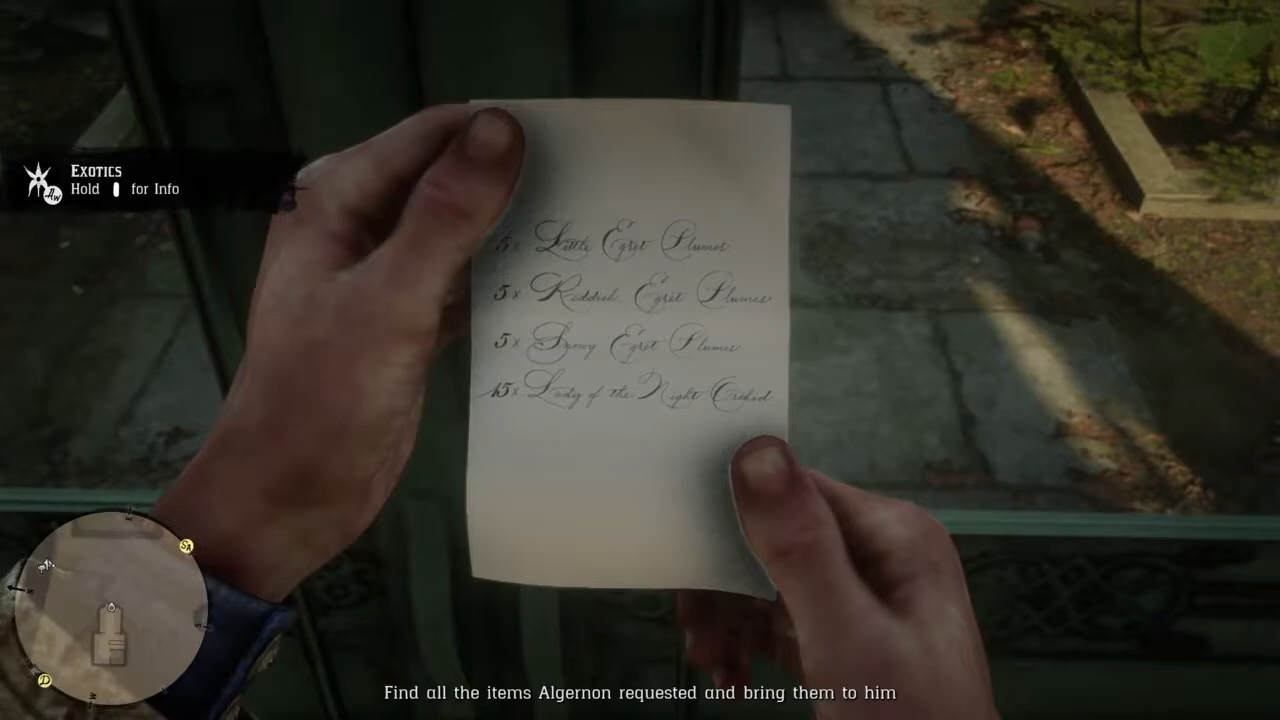 EXOTICS
Hold for Info
5x Little Egret Plumes
5x Reddish Egret Plumes
5x Snowy Egret Plumes
15x Lady of the Night Orchid
SA
D
Find all the items Algernon requested and bring them to him